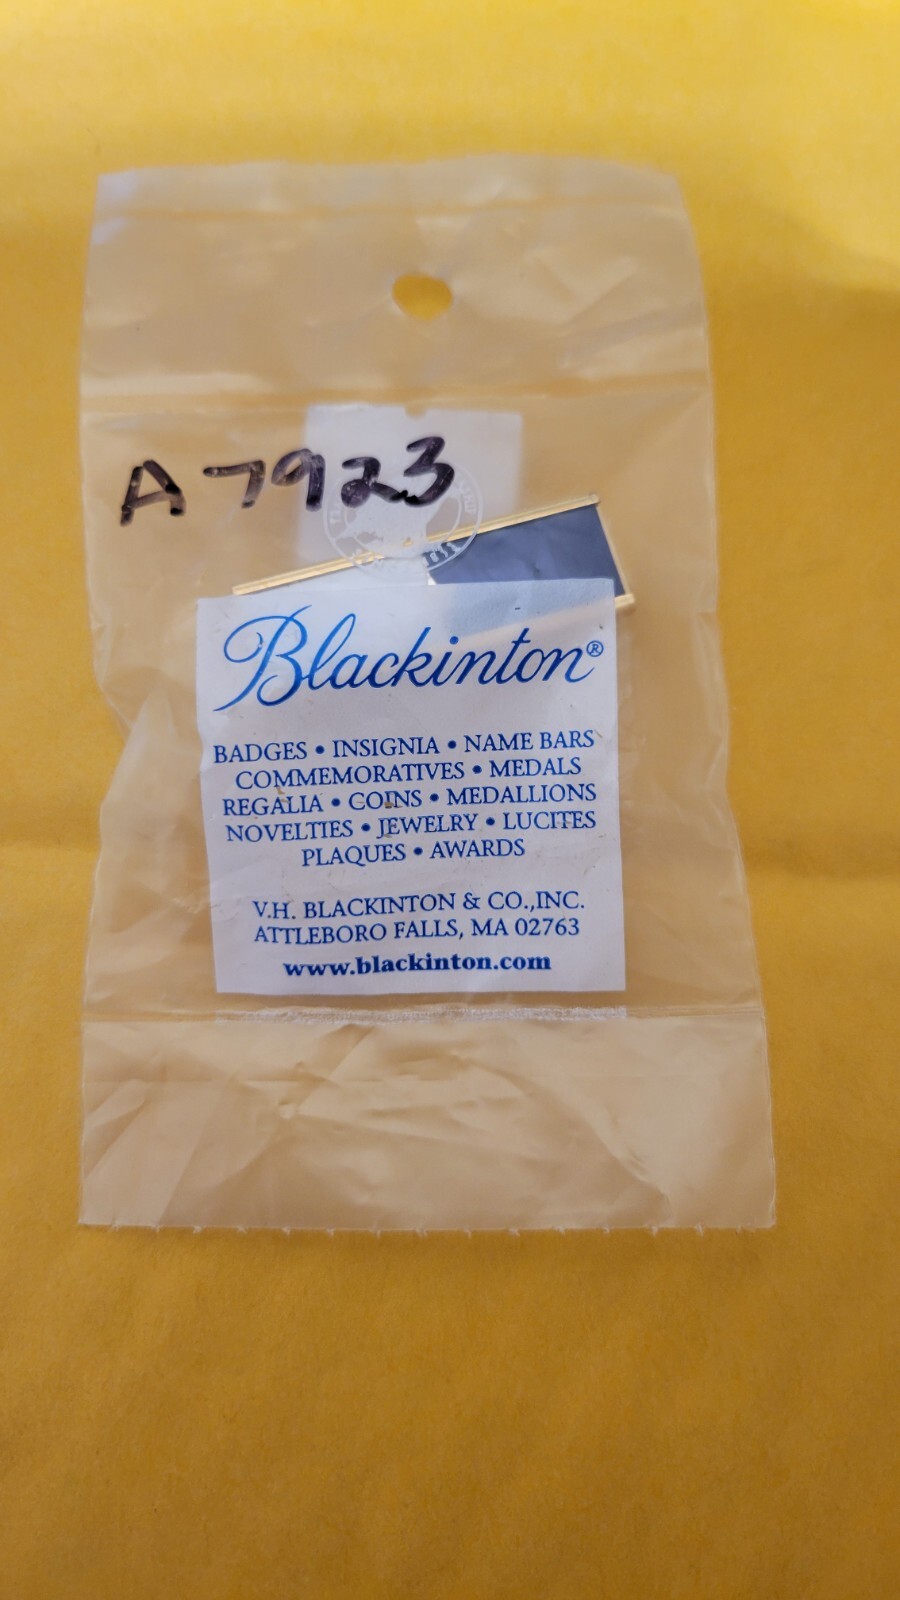 A 7923
Blackinton®
BADGES • INSIGNIA • NAME BARS
COMMEMORATIVES • MEDALS
REGALIA • COINS • MEDALLIONS
NOVELTIES • JEWELRY • LUCITES
PLAQUES • AWARDS
V.H. BLACKINTON & CO.,INC.
ATTLEBORO FALLS, MA 02763
www.blackinton.com